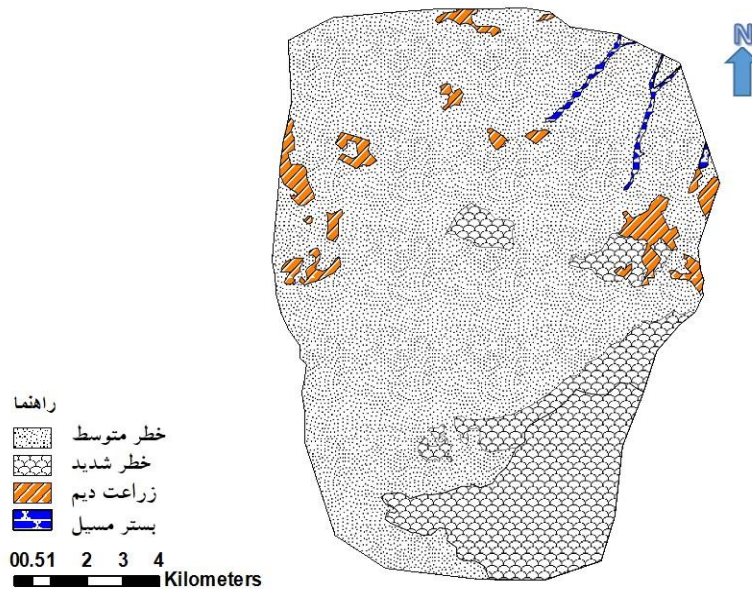 N
راهنما
خطر متوسط
خطر شدید
زراعت دیم
بستر مسیل
00.51 2 3 4
Kilometers